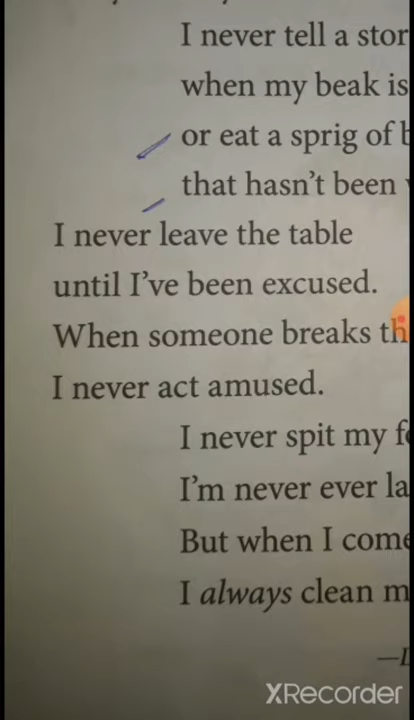 I never tell a stor
when my beak is
or eat a sprig of
that hasn't been
I never leave the table
until I've been excused.
When someone breaks th
I never act amused.
I never spit my f
I'm never ever la
But when I come
I always clean m
XRecorder